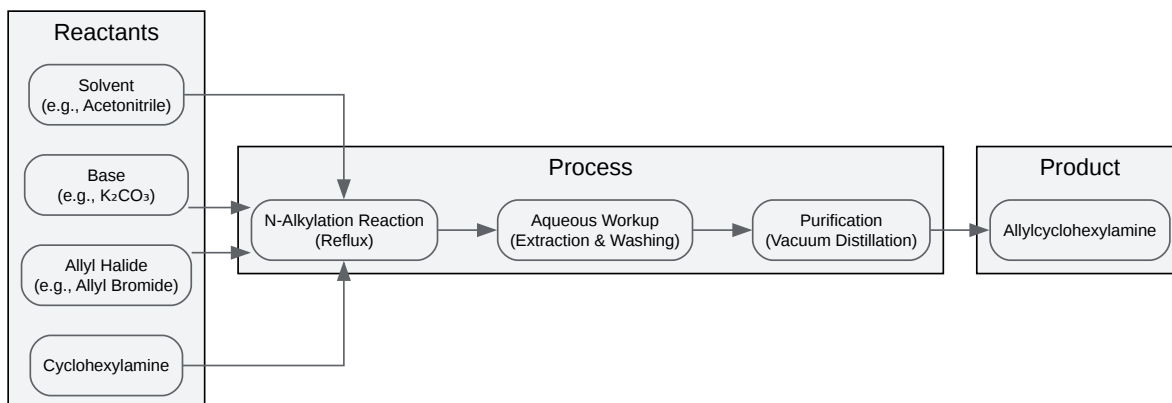 Reactants
Solvent
(e.g., Acetonitrile)
Base
(e.g., K₂CO₃)
Allyl Halide
(e.g., Allyl Bromide)
Cyclohexylamine
Process
N-Alkylation Reaction
(Reflux)
Aqueous Workup
(Extraction & Washing)
Purification
(Vacuum Distillation)
Product
Allylcyclohexylamine